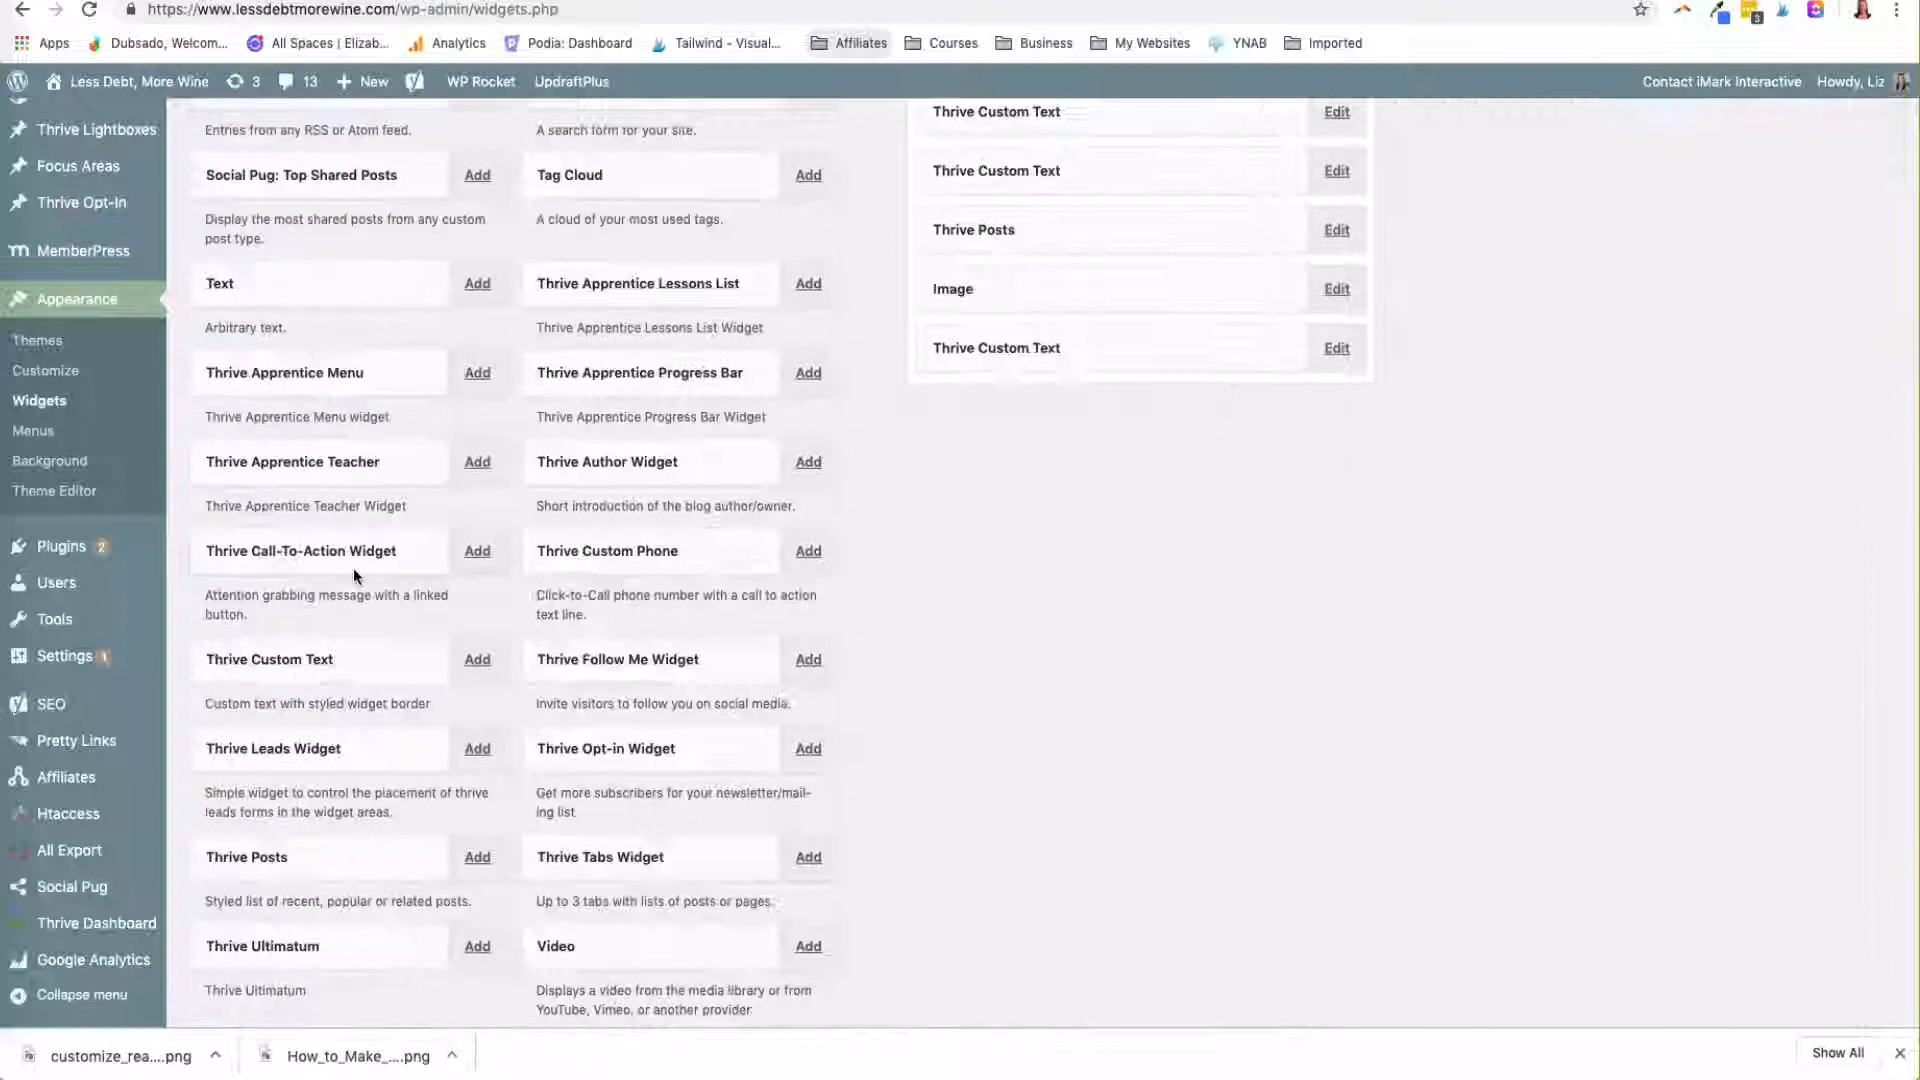 https://www.lessdebtmorewine.com/wp-admin/widgets.php
3
Apps
Dubsado, Welcom...
All Spaces | Elizab...
Analytics
Podia: Dashboard
Tailwind - Visual...
Affiliates
Courses
Business
My Websites
YNAB
Imported
Less Debt, More Wine
3
13
New
WP Rocket
UpdraftPlus
Contact iMark Interactive
Howdy, Liz
Thrive Lightboxes
Focus Areas
Thrive Opt-In
MemberPress
Appearance
Themes
Customize
Widgets
Menus
Background
Theme Editor
Plugins 2
Users
Tools
Settings 1
SEO
Pretty Links
Affiliates
Htaccess
All Export
Social Pug
Thrive Dashboard
Google Analytics
Collapse menu
Entries from any RSS or Atom feed.
A search form for your site.
Social Pug: Top Shared Posts Add
Tag Cloud Add
Display the most shared posts from any custom
post type.
A cloud of your most used tags.
Text Add
Thrive Apprentice Lessons List Add
Arbitrary text.
Thrive Apprentice Lessons List Widget
Thrive Apprentice Menu Add
Thrive Apprentice Progress Bar Add
Thrive Apprentice Menu widget
Thrive Apprentice Progress Bar Widget
Thrive Apprentice Teacher Add
Thrive Author Widget Add
Thrive Apprentice Teacher Widget
Short introduction of the blog author/owner.
Thrive Call-To-Action Widget Add
Thrive Custom Phone Add
Attention grabbing message with a linked
button.
Click-to-Call phone number with a call to action
text line.
Thrive Custom Text Add
Thrive Follow Me Widget Add
Custom text with styled widget border
Invite visitors to follow you on social media.
Thrive Leads Widget Add
Thrive Opt-in Widget Add
Simple widget to control the placement of thrive
leads forms in the widget areas.
Get more subscribers for your newsletter/mail-
ing list
Thrive Posts Add
Thrive Tabs Widget Add
Styled list of recent, popular or related posts.
Up to 3 tabs with lists of posts or pages.
Thrive Ultimatum Add
Video Add
Thrive Ultimatum
Displays a video from the media library or from
YouTube, Vimeo, or another provider
Thrive Custom Text Edit
Thrive Custom Text Edit
Thrive Posts Edit
Image Edit
Thrive Custom Text Edit
customize_rea....png
How_to_Make_....png
Show All